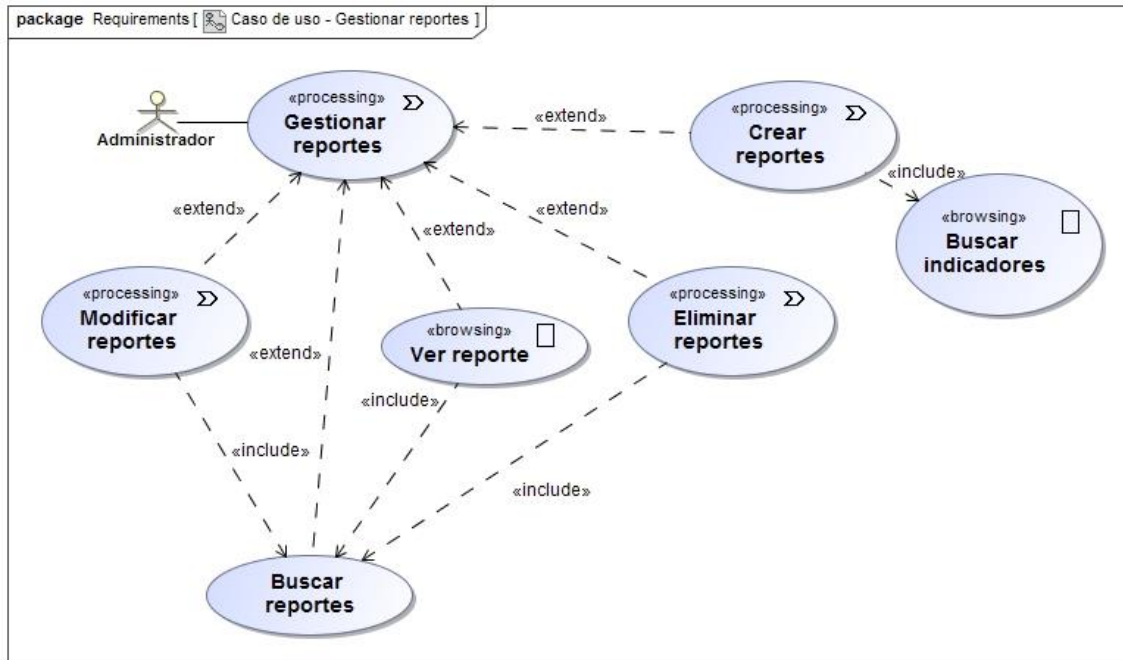 package Requirements [ Caso de uso - Gestionar reportes ]
Administrador
«processing»
Gestionar
reportes
«extend»
«processing»
Crear
reportes
«include»
«browsing»
Buscar
indicadores
«extend»
«extend»
«extend»
«processing»
Modificar
reportes
«extend»
«browsing»
Ver reporte
«processing»
Eliminar
reportes
«include»
«include»
«include»
Buscar
reportes